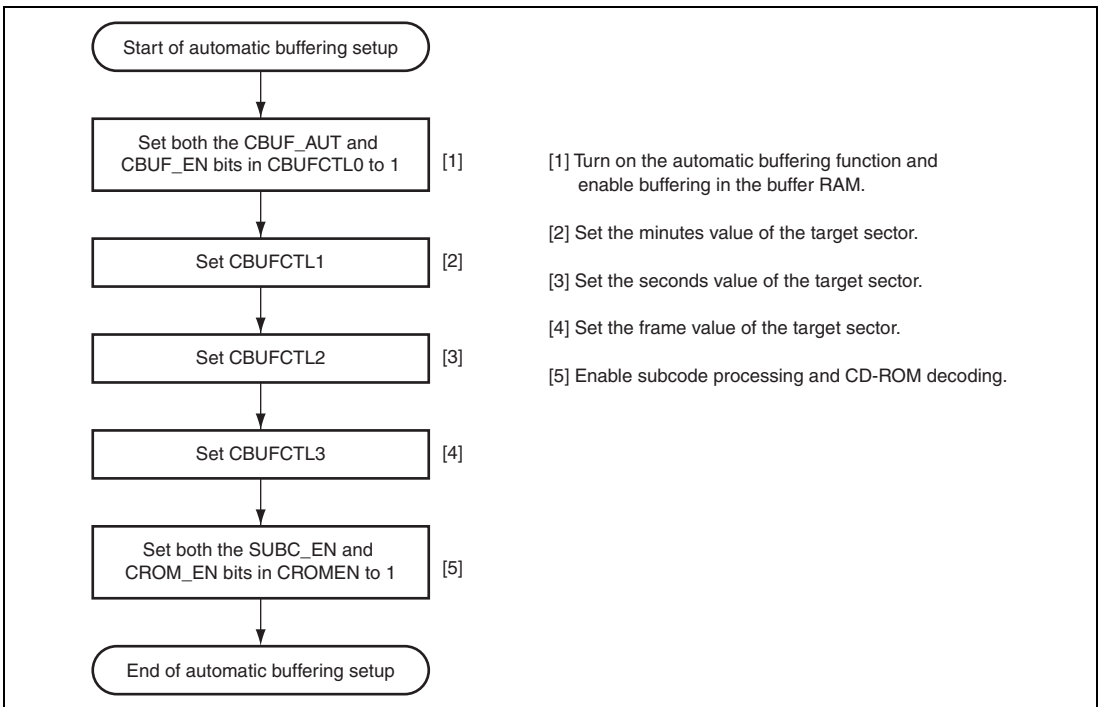 Start of automatic buffering setup
Set both the CBUF_AUT and
CBUF_EN bits in CBUFCTL0 to 1
[1]
Set CBUFCTL1
[2]
Set CBUFCTL2
[3]
Set CBUFCTL3
[4]
Set both the SUBC_EN and
CROM_EN bits in CROMEN to 1
[5]
End of automatic buffering setup
[1] Turn on the automatic buffering function and
enable buffering in the buffer RAM.
[2] Set the minutes value of the target sector.
[3] Set the seconds value of the target sector.
[4] Set the frame value of the target sector.
[5] Enable subcode processing and CD-ROM decoding.